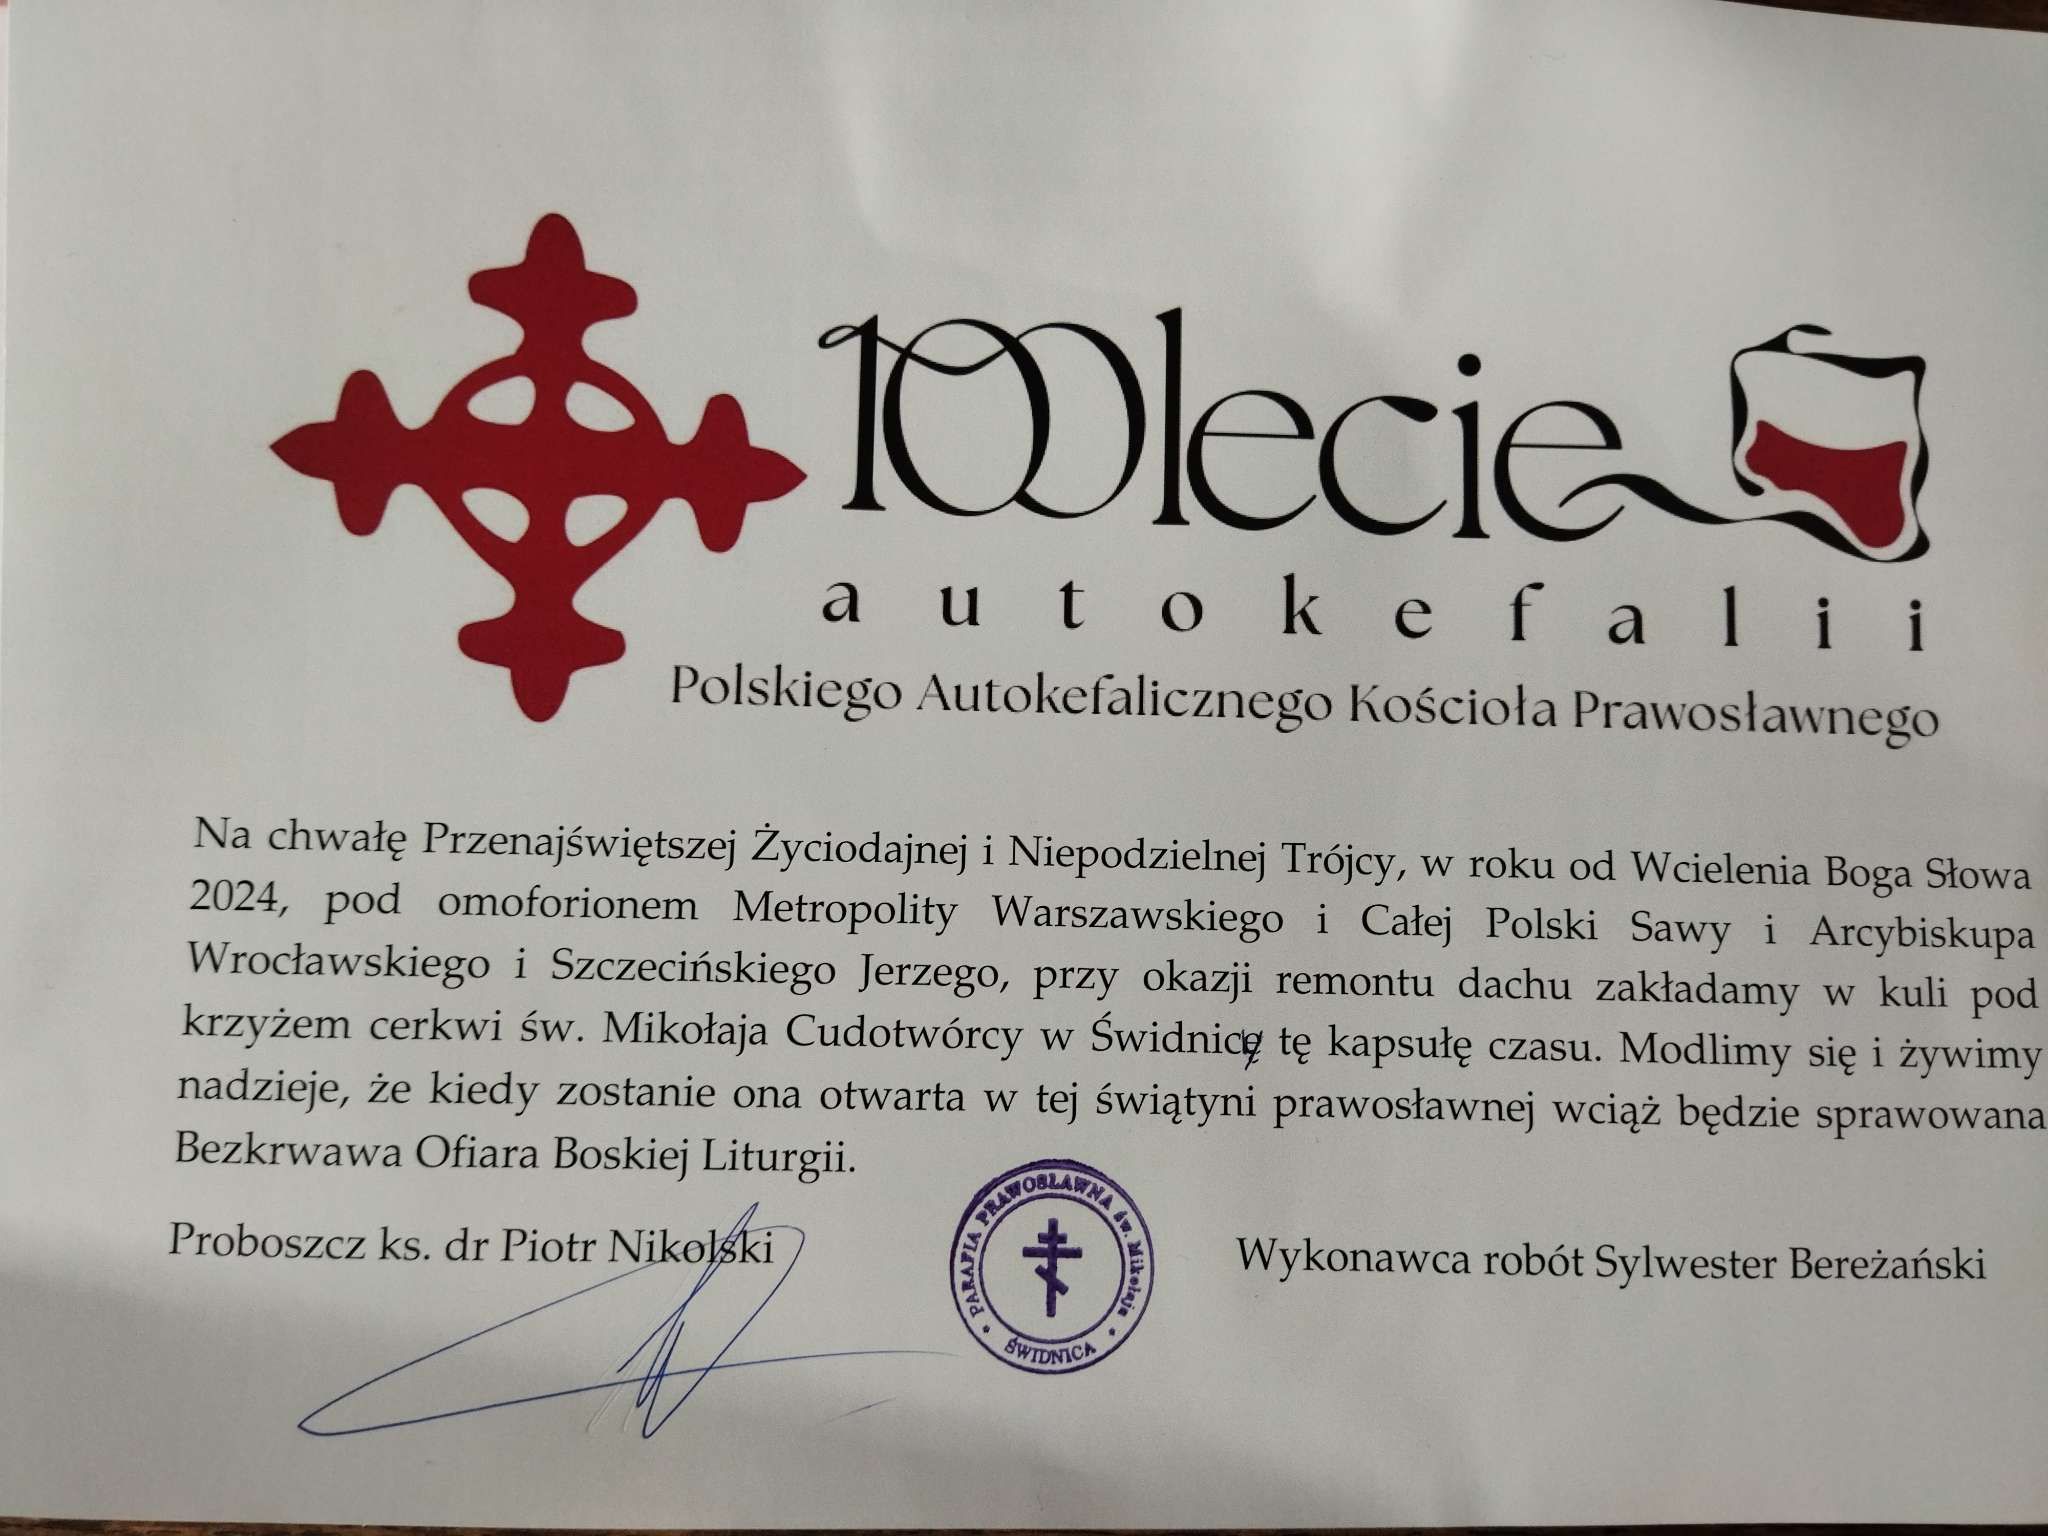 100lecie
autokefalii
Polskiego Autokefalicznego Kościoła Prawosławnego
Na chwałę Przenajświętszej Życiodajnej i Niepodzielnej Trójcy, w roku od Wcielenia Boga Słowa
2024, pod omoforionem Metropolity Warszawskiego i Całej Polski Sawy i Arcybiskupa
Wrocławskiego i Szczecińskiego Jerzego, przy okazji remontu dachu zakładamy w kuli pod
krzyżem cerkwi św. Mikołaja Cudotwórcy w Świdnicę tę kapsułę czasu. Modlimy się i żywimy
nadzieje, że kiedy zostanie ona otwarta w tej świątyni prawosławnej wciąż będzie sprawowana
Bezkrwawa Ofiara Boskiej Liturgii.
Proboszcz ks. dr Piotr Nikolski
PARAFIA PRAWOSŁAWNA św. Mikołaja
ŚWIDNICA
Wykonawca robót Sylwester Bereżański